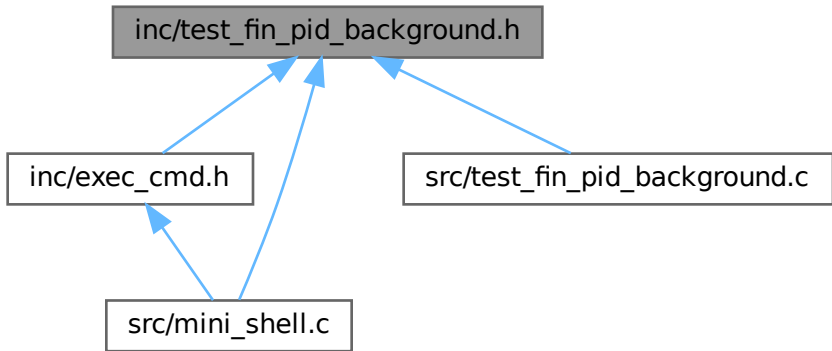 inc/test_fin_pid_background.h
inc/exec_cmd.h
src/test_fin_pid_background.c
src/mini_shell.c